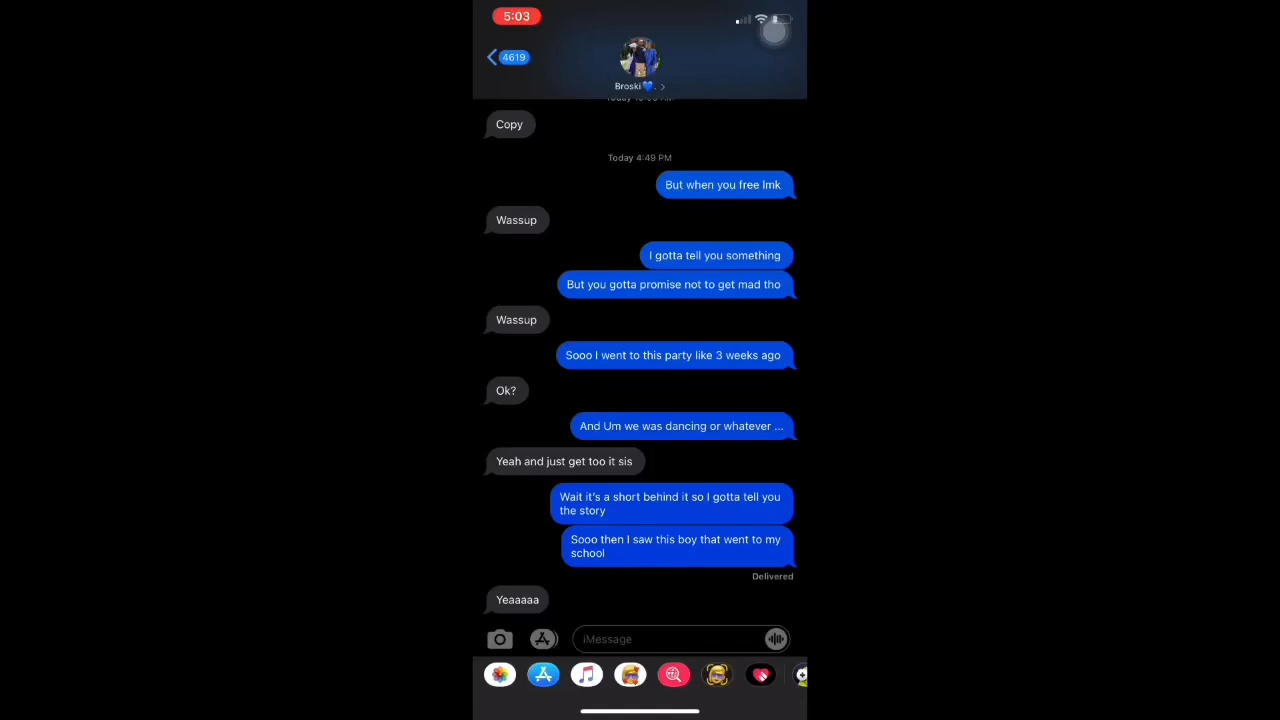 5:03
4619
Broski💙. >
Copy
Today 4:49 PM
But when you free lmk
Wassup
I gotta tell you something
But you gotta promise not to get mad tho
Wassup
Sooo I went to this party like 3 weeks ago
Ok?
And Um we was dancing or whatever ...
Yeah and just get too it sis
Wait it's a short behind it so I gotta tell you
the story
Sooo then I saw this boy that went to my
school
Delivered
Yeaaaaa
iMessage